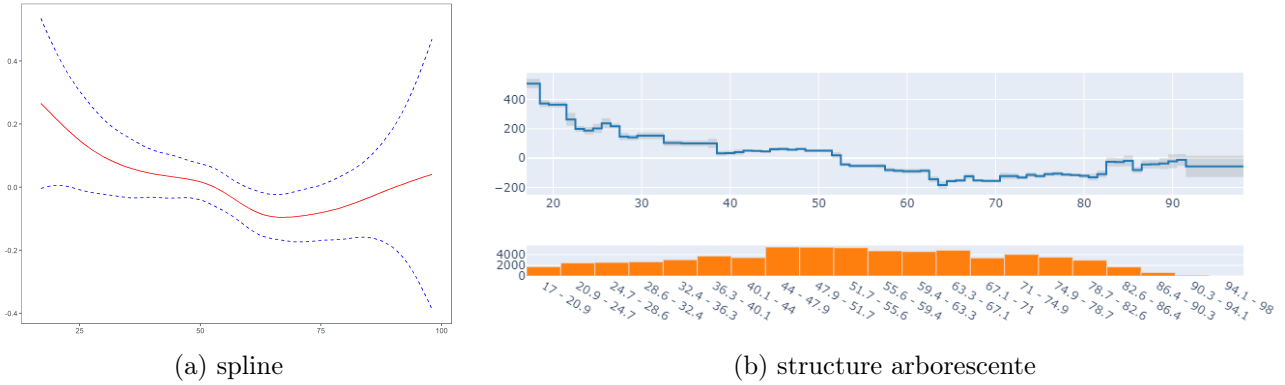 0.4
0.2
0.0
-0.2
-0.4
25 50 75 100
(a) spline
400
200
0
−200
20 30 40 50 60 70 80 90
4000
2000
0
17 - 20.9
20.9 - 24.7
24.7 - 28.6
28.6 - 32.4
32.4 - 36.3
36.3 - 40.1
40.1 - 44
44 - 47.9
47.9 - 51.7
51.7 - 55.6
55.6 - 59.4
59.4 - 63.3
63.3 - 67.1
67.1 - 71
71 - 74.9
74.9 - 78.7
78.7 - 82.6
82.6 - 86.4
86.4 - 90.3
90.3 - 94.1
94.1 - 98
(b) structure arborescente